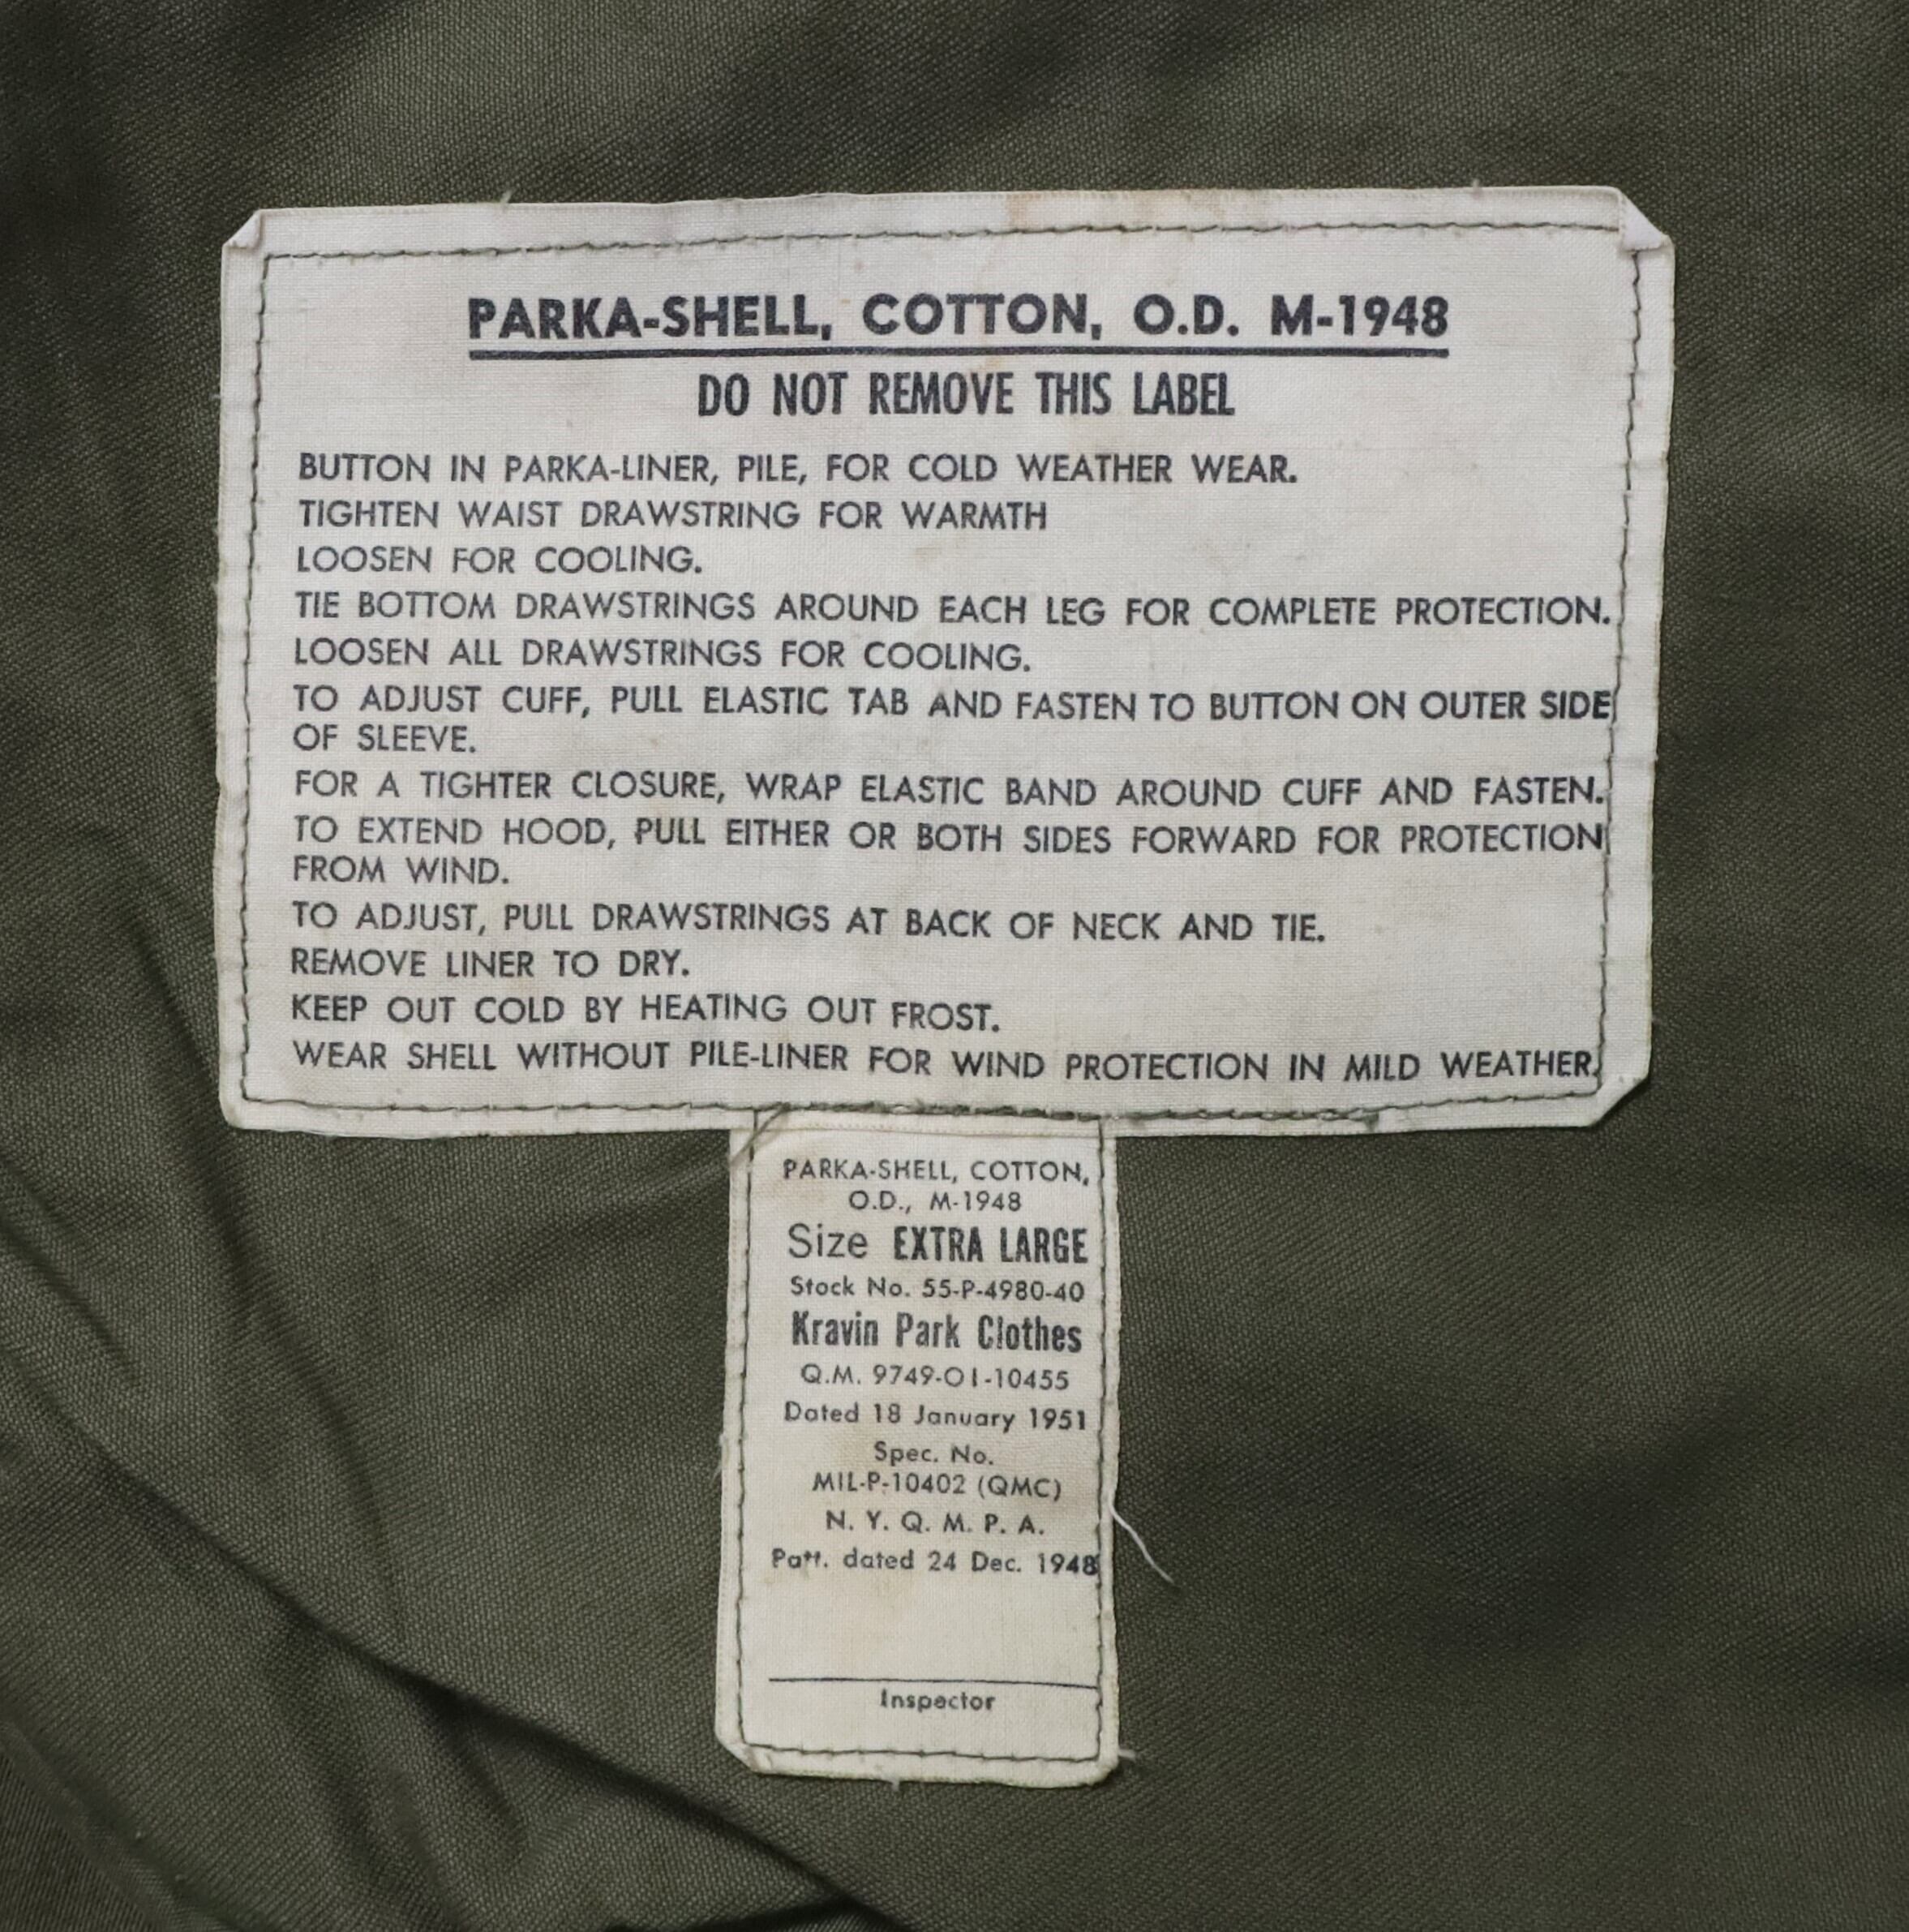 PARKA-SHELL, COTTON, O.D. M-1948
DO NOT REMOVE THIS LABEL
BUTTON IN PARKA-LINER, PILE, FOR COLD WEATHER WEAR.
TIGHTEN WAIST DRAWSTRING FOR WARMTH
LOOSEN FOR COOLING.
TIE BOTTOM DRAWSTRINGS AROUND EACH LEG FOR COMPLETE PROTECTION.
LOOSEN ALL DRAWSTRINGS FOR COOLING.
TO ADJUST CUFF, PULL ELASTIC TAB AND FASTEN TO BUTTON ON OUTER SIDE
OF SLEEVE.
FOR A TIGHTER CLOSURE, WRAP ELASTIC BAND AROUND CUFF AND FASTEN.
TO EXTEND HOOD, PULL EITHER OR BOTH SIDES FORWARD FOR PROTECTION
FROM WIND.
TO ADJUST, PULL DRAWSTRINGS AT BACK OF NECK AND TIE.
REMOVE LINER TO DRY.
KEEP OUT COLD BY HEATING OUT FROST.
WEAR SHELL WITHOUT PILE-LINER FOR WIND PROTECTION IN MILD WEATHER.
PARKA-SHELL, COTTON,
O.D., M-1948
Size EXTRA LARGE
Stock No. 55-P-4980-40
Kravin Park Clothes
Q.M. 9749-OI-10455
Dated 18 January 1951
Spec. No.
MIL-P-10402 (QMC)
N. Y. Q. M. P. A.
Patt. dated 24 Dec. 1948
Inspector